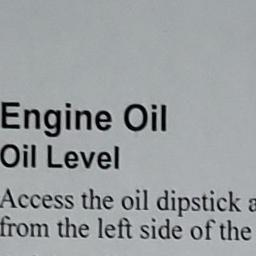 Engine Oil
Oil Level
Access the oil dipstick a
from the left side of the